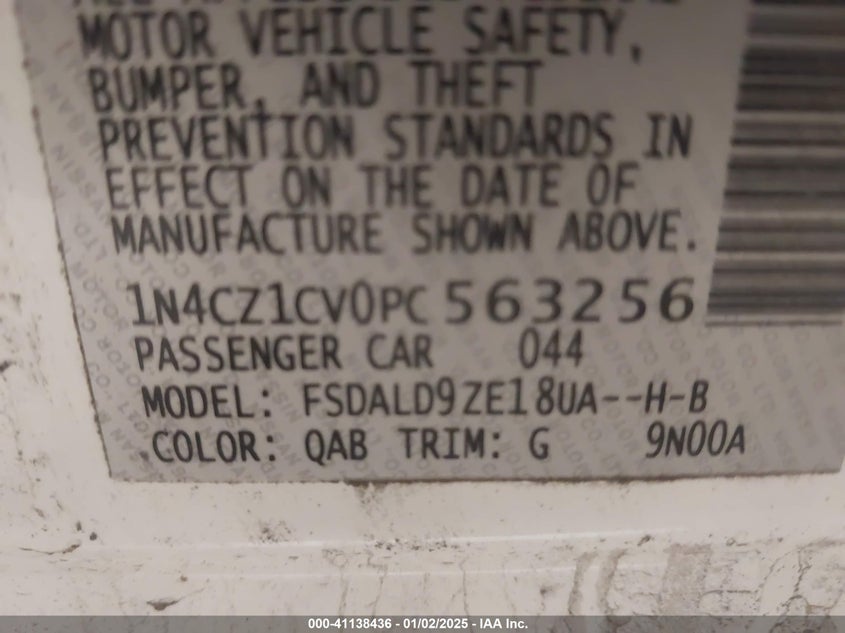 MOTOR VEHICLE SAFETY,
BUMPER, AND THEFT
PREVENTION STANDARDS IN
EFFECT ON THE DATE OF
MANUFACTURE SHOWN ABOVE.
1N4CZ1CV0PC563256
PASSENGER CAR 044
MODEL: FSDALD9ZE18UA--H-B
COLOR: QAB TRIM: G 9N00A
000-41138436 - 01/02/2025 - IAA Inc.